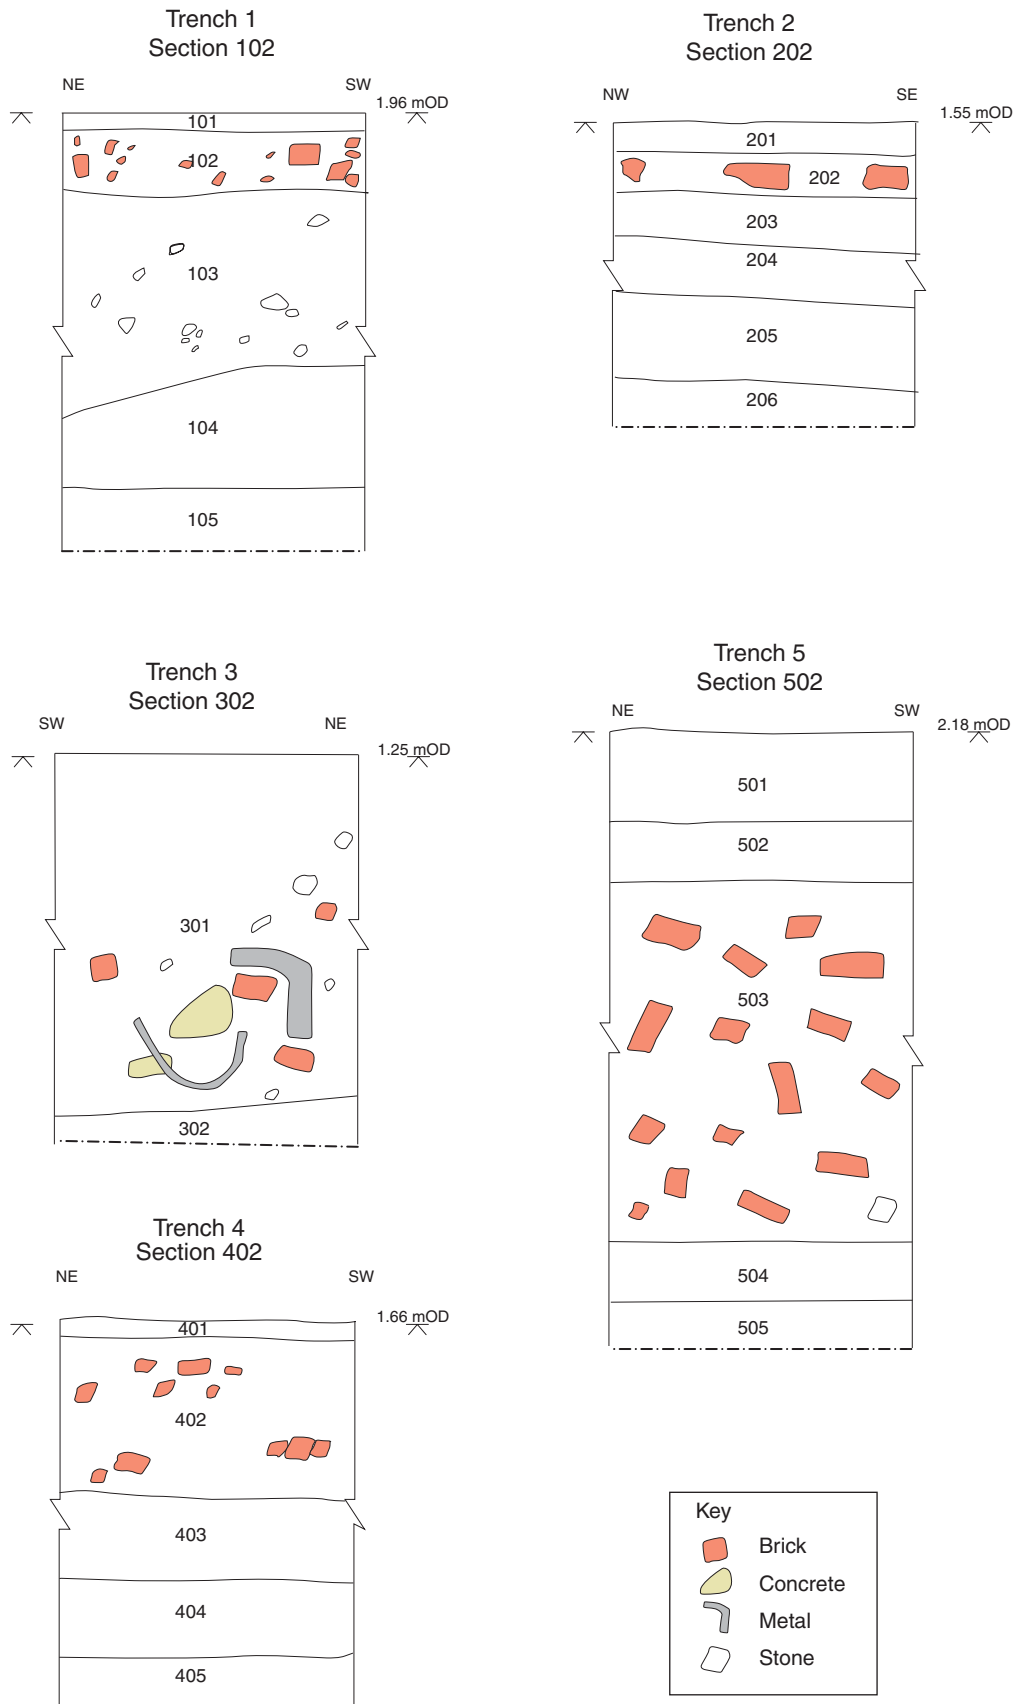 Trench 1
Section 102
NE
SW
1.96 mOD
101
102
103
104
105
Trench 2
Section 202
NW
SE
1.55 mOD
201
202
203
204
205
206
Trench 3
Section 302
SW
NE
1.25 mOD
301
302
Trench 5
Section 502
NE
SW
2.18 mOD
501
502
503
504
505
Trench 4
Section 402
NE
SW
1.66 mOD
401
402
403
404
405
Key
Brick
Concrete
Metal
Stone